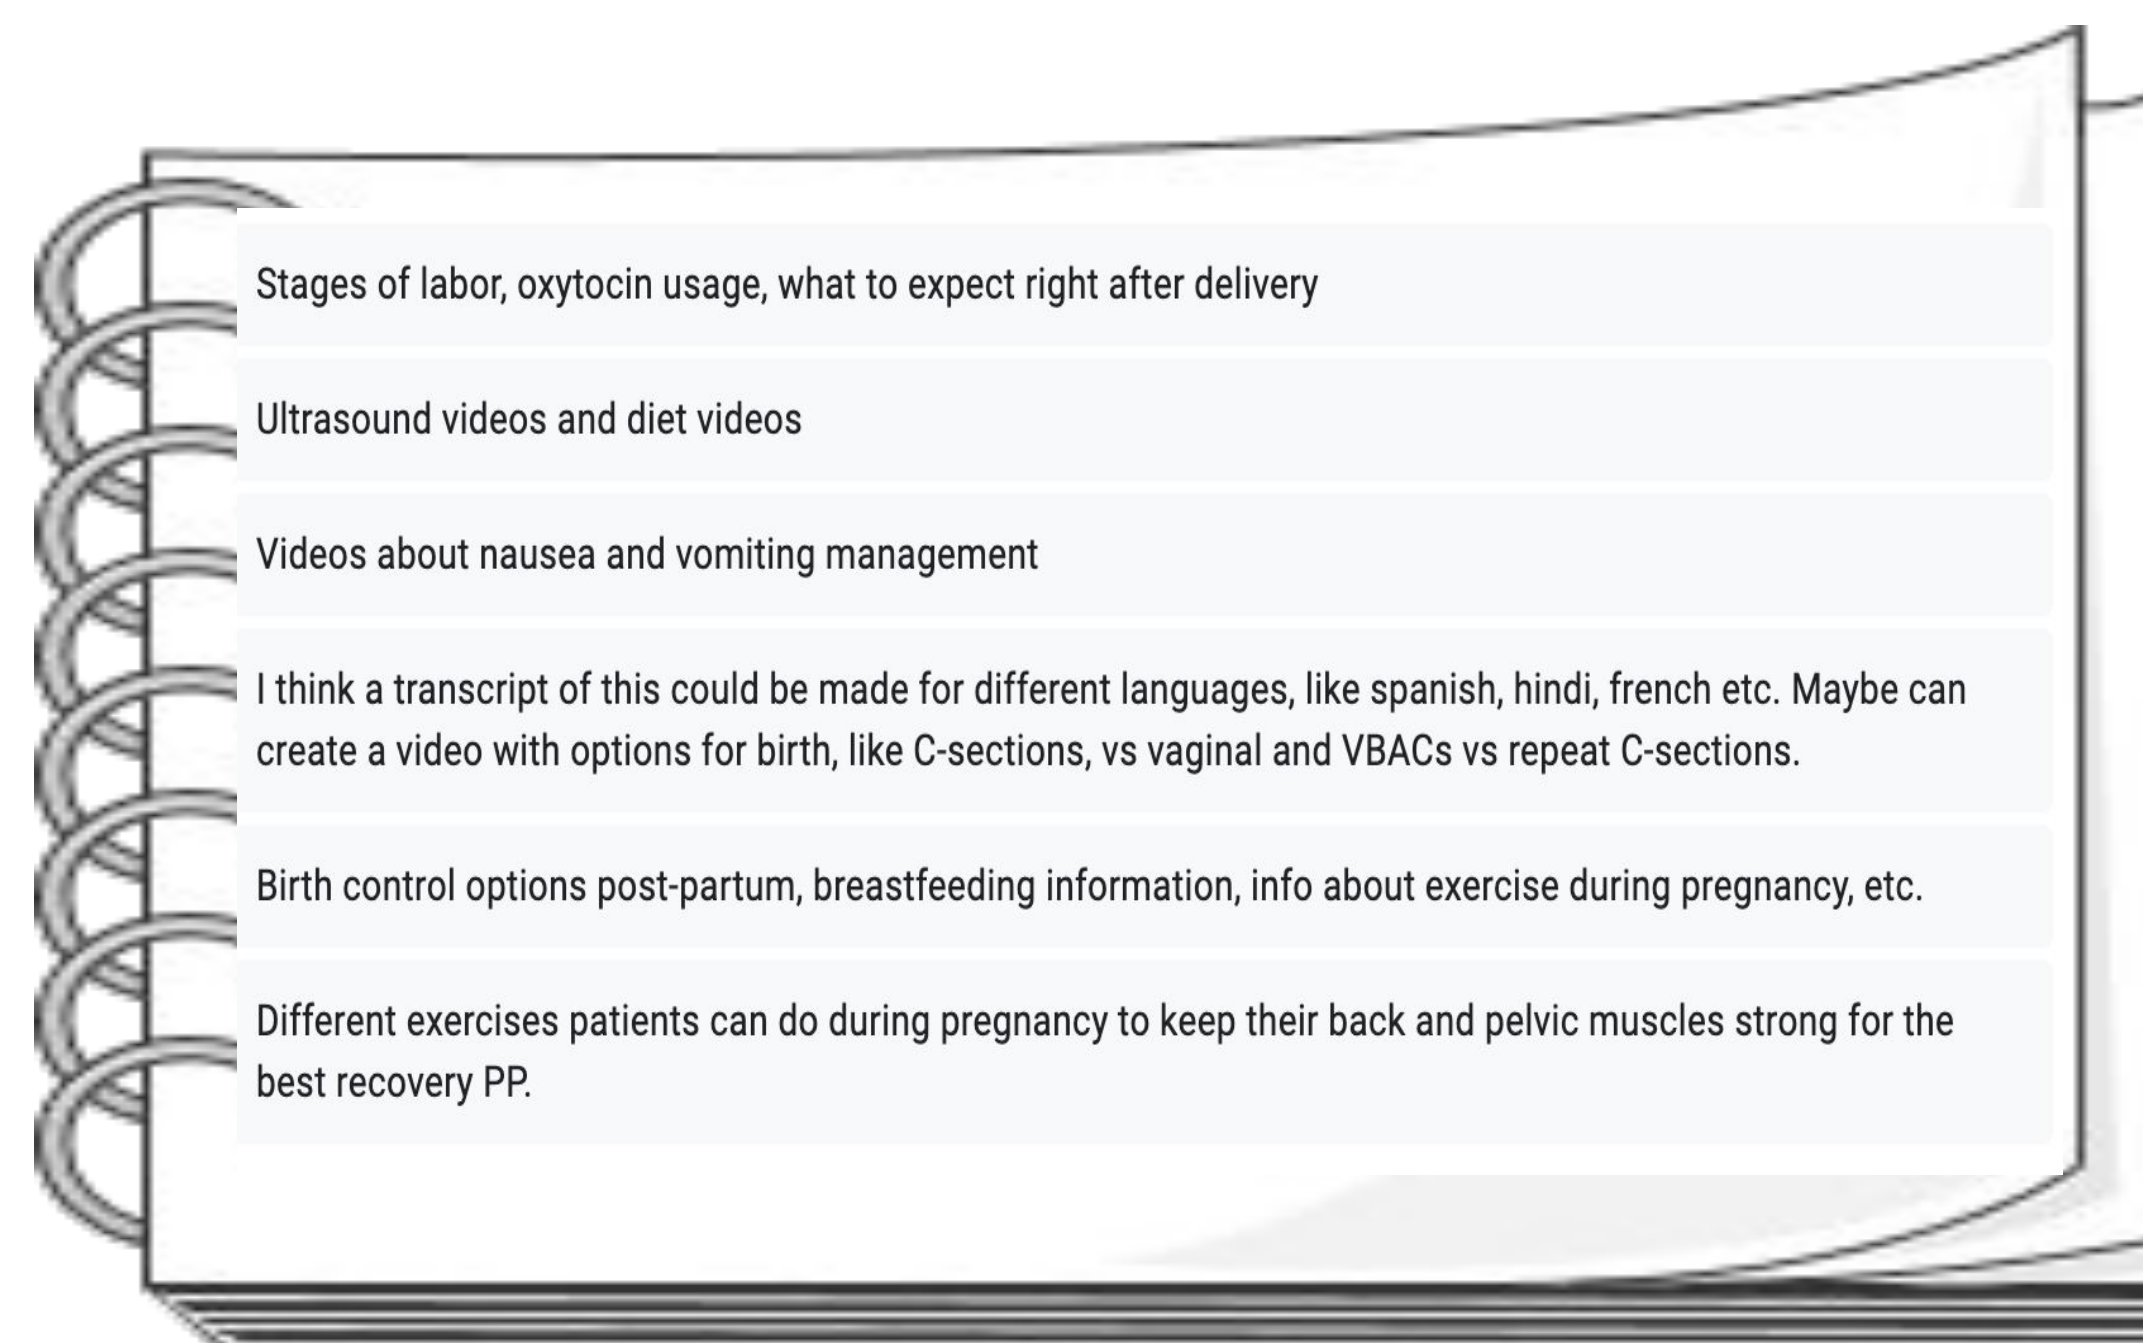 Stages of labor, oxytocin usage, what to expect right after delivery
Ultrasound videos and diet videos
Videos about nausea and vomiting management
I think a transcript of this could be made for different languages, like spanish, hindi, french etc. Maybe can
create a video with options for birth, like C-sections, vs vaginal and VBACs vs repeat C-sections.
Birth control options post-partum, breastfeeding information, info about exercise during pregnancy, etc.
Different exercises patients can do during pregnancy to keep their back and pelvic muscles strong for the
best recovery PP.